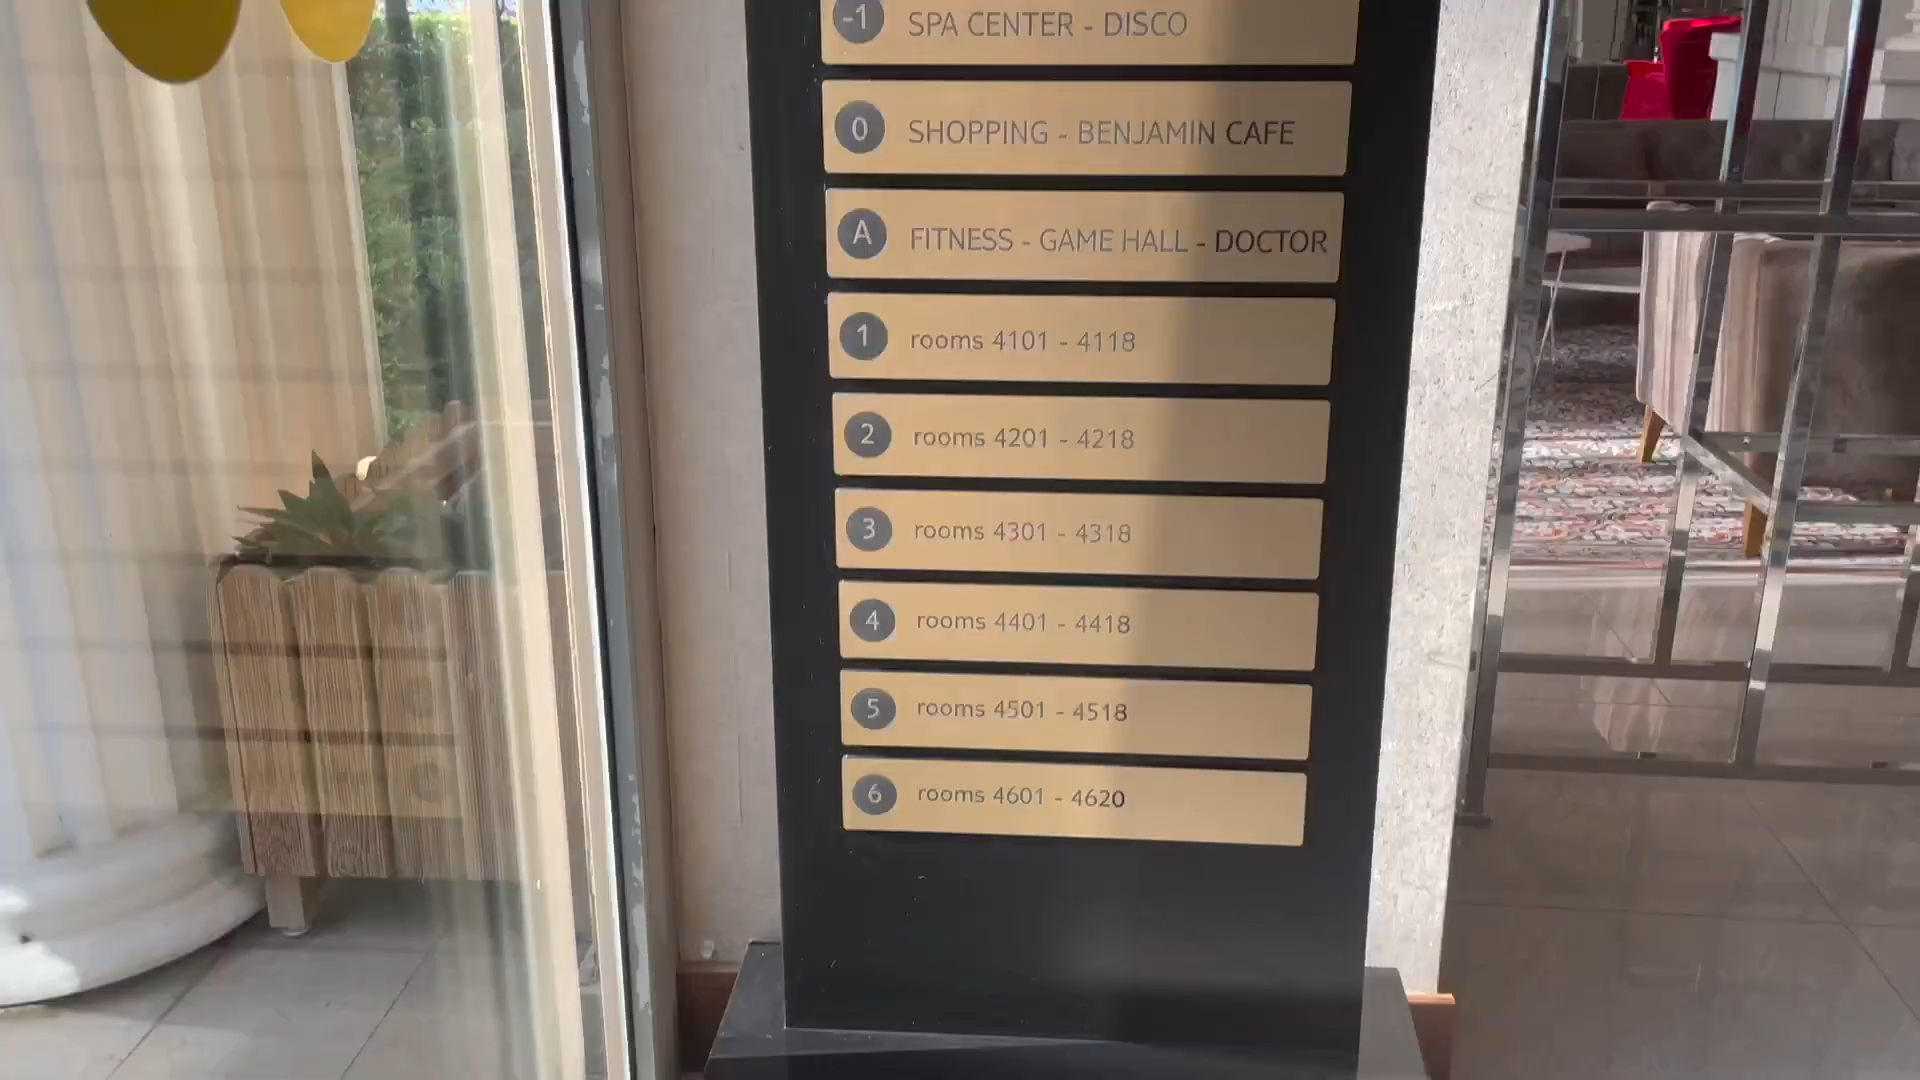 -1 SPA CENTER - DISCO
0 SHOPPING - BENJAMIN CAFE
A FITNESS - GAME HALL - DOCTOR
1 rooms 4101 - 4118
2 rooms 4201 - 4218
3 rooms 4301 - 4318
4 rooms 4401 - 4418
5 rooms 4501 - 4518
6 rooms 4601 - 4620